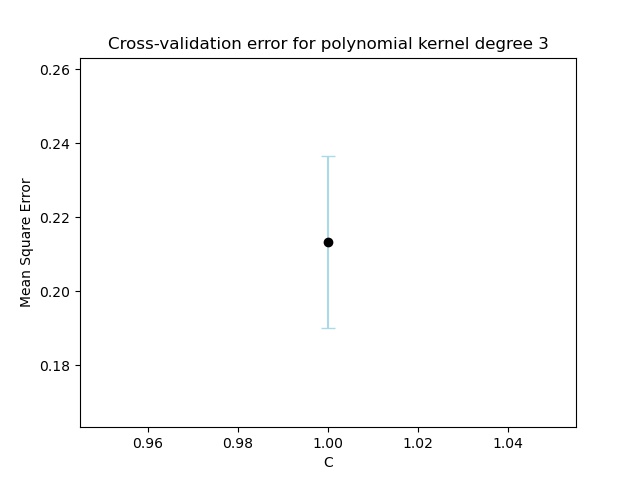 Cross-validation error for polynomial kernel degree 3
0.26
0.24
0.22
0.20
0.18
Mean Square Error
0.96 0.98 1.00 1.02 1.04
C